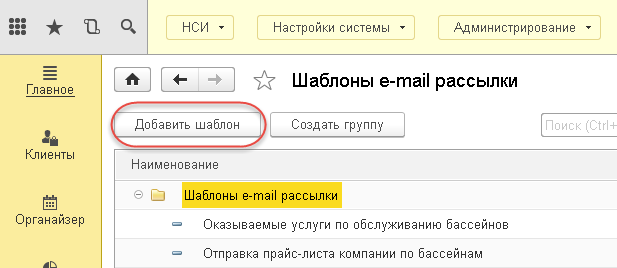 НСИ Настройки системы Администрирование
Главное
Клиенты
Органайзер
Шаблоны e-mail рассылки
Добавить шаблон Создать группу Поиск (Ctrl+
Наименование
Шаблоны e-mail рассылки
Оказываемые услуги по обслуживанию бассейнов
Отправка прайс-листа компании по бассейнам